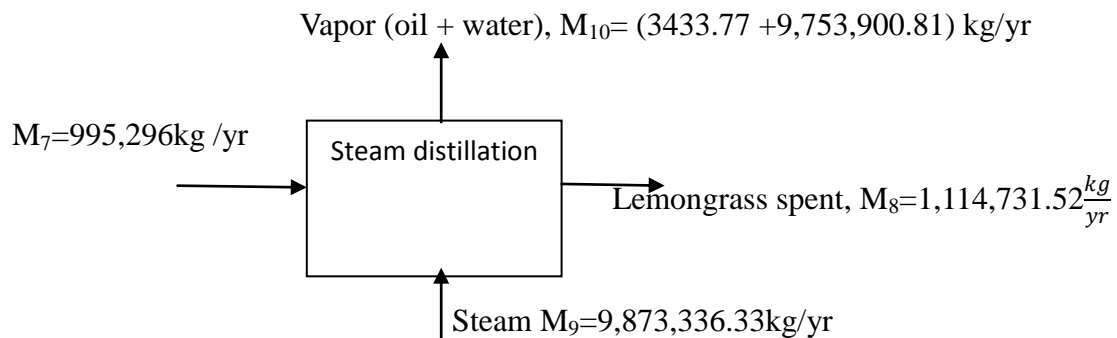 Vapor (oil + water), M₁₀= (3433.77 +9,753,900.81) kg/yr
M₇=995,296kg /yr
Steam distillation
Lemongrass spent, M₈=1,114,731.52 kg/yr
Steam M₉=9,873,336.33kg/yr